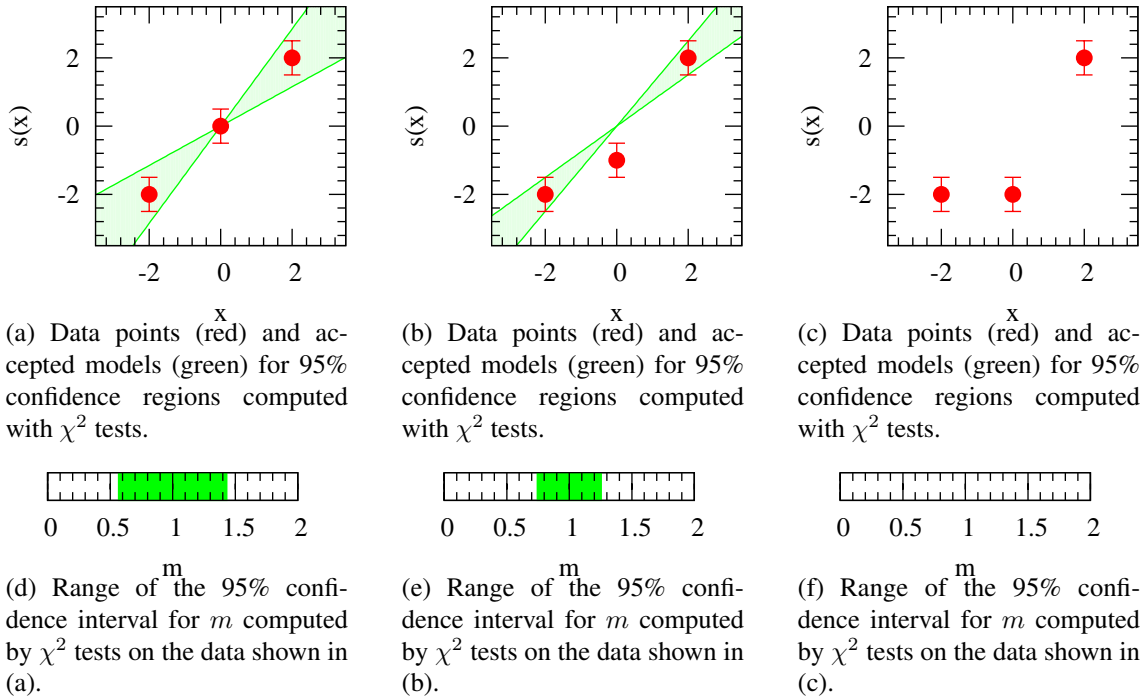 2
0
-2
s(x)
-2
0
2
x
(a) Data points (red) and ac-
cepted models (green) for 95%
confidence regions computed
with χ² tests.
2
0
-2
s(x)
-2
0
2
x
(b) Data points (red) and ac-
cepted models (green) for 95%
confidence regions computed
with χ² tests.
2
0
-2
s(x)
-2
0
2
x
(c) Data points (red) and ac-
cepted models (green) for 95%
confidence regions computed
with χ² tests.
0 0.5 1 1.5 2
m
(d) Range of the 95% confi-
dence interval for m computed
by χ² tests on the data shown in
(a).
0 0.5 1 1.5 2
m
(e) Range of the 95% confi-
dence interval for m computed
by χ² tests on the data shown in
(b).
0 0.5 1 1.5 2
m
(f) Range of the 95% confi-
dence interval for m computed
by χ² tests on the data shown in
(c).